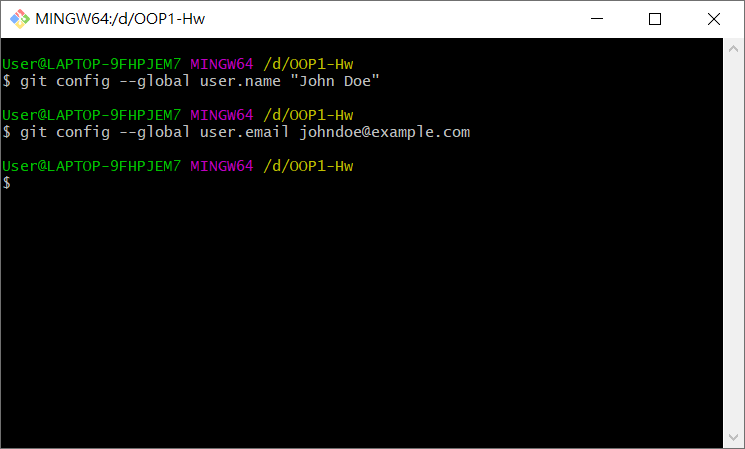 MINGW64:/d/OOP1-Hw
User@LAPTOP-9FHPJEM7 MINGW64 /d/OOP1-Hw
$ git config --global user.name "John Doe"
User@LAPTOP-9FHPJEM7 MINGW64 /d/OOP1-Hw
$ git config --global user.email johndoe@example.com
User@LAPTOP-9FHPJEM7 MINGW64 /d/OOP1-Hw
$